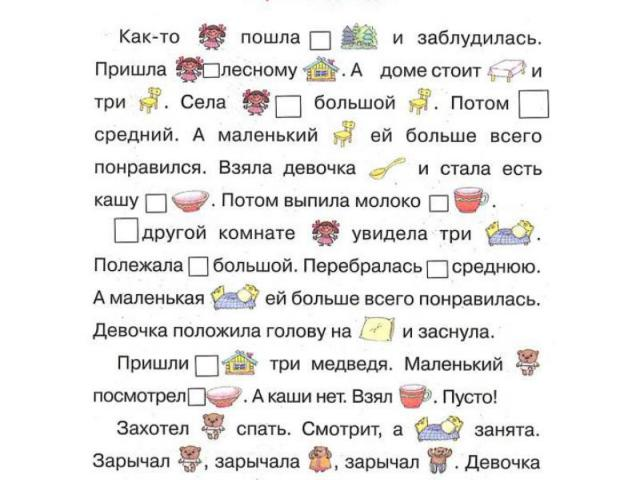 Как-то пошла и заблудилась.
Пришла лесному . А доме стоит и
три . Села большой . Потом
средний. А маленький ей больше всего
понравился. Взяла девочка и стала есть
кашу . Потом выпила молоко .
другой комнате увидела три .
Полежала большой. Перебралась среднюю.
А маленькая ей больше всего понравилась.
Девочка положила голову на и заснула.
Пришли три медведя. Маленький
посмотрел . А каши нет. Взял . Пусто!
Захотел спать. Смотрит, а занята.
Зарычал , зарычала , зарычал . Девочка